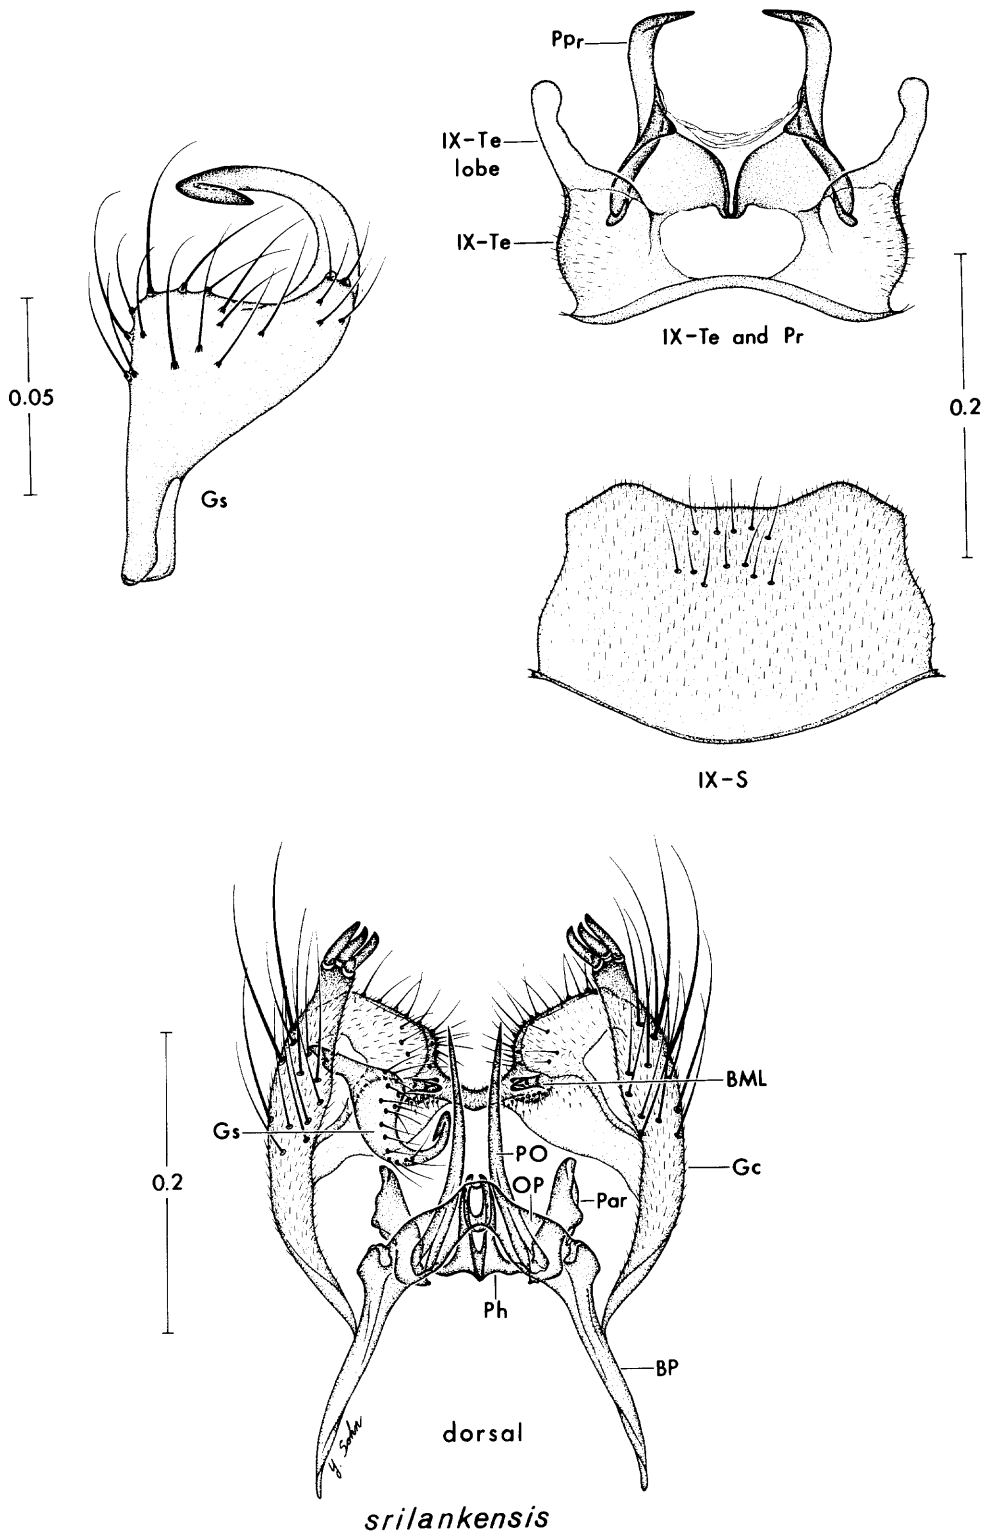 Ppr
IX-Te
lobe
IX-Te
IX-Te and Pr
0.05
Gs
0.2
IX-S
BML
Gs
PO
OP
Gc
Par
0.2
Ph
BP
dorsal
Y. Sohn
srilankensis